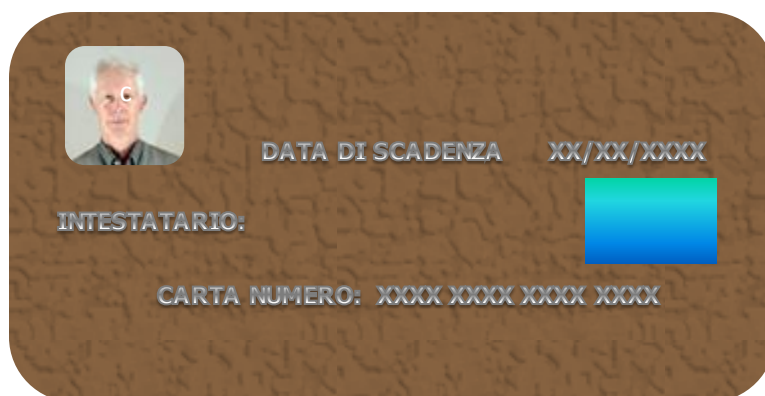 DATA DI SCADENZA XX/XX/XXXX
INTESTATARIO:
CARTA NUMERO: XXXX XXXX XXXX XXXX